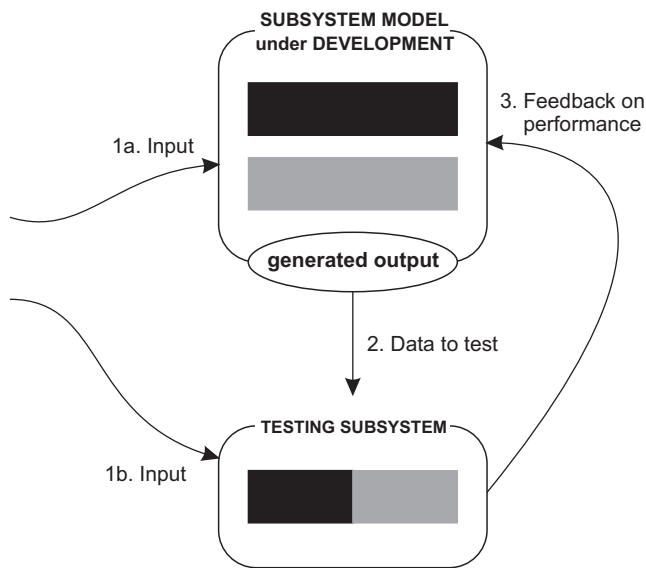 SUBSYSTEM MODEL
under DEVELOPMENT
3. Feedback on
performance
1a. Input
generated output
2. Data to test
TESTING SUBSYSTEM
1b. Input